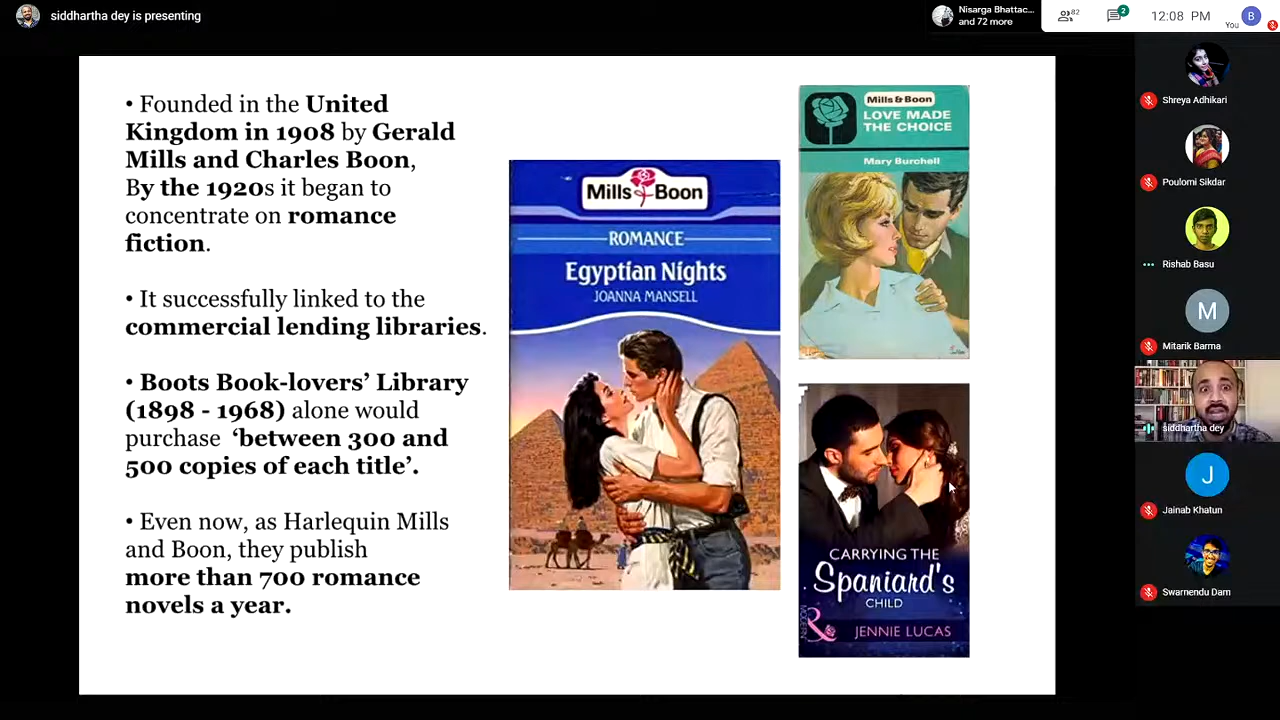 siddhartha dey is presenting
Nisarga Bhattac...
and 72 more
82
2
12:08 PM
You
B
• Founded in the United
Kingdom in 1908 by Gerald
Mills and Charles Boon,
By the 1920s it began to
concentrate on romance
fiction.
• It successfully linked to the
commercial lending libraries.
• Boots Book-lovers’ Library
(1898 - 1968) alone would
purchase ‘between 300 and
500 copies of each title’.
• Even now, as Harlequin Mills
and Boon, they publish
more than 700 romance
novels a year.
Mills & Boon
ROMANCE
Egyptian Nights
JOANNA MANSELL
Mills & Boon
LOVE MADE
THE CHOICE
Mary Burchell
CARRYING THE
Spaniard's
CHILD
MODERN
JENNIE LUCAS
Shreya Adhikari
Poulomi Sikdar
Rishab Basu
M
Mitarik Barma
siddhartha dey
J
Jainab Khatun
Swarnendu Dam